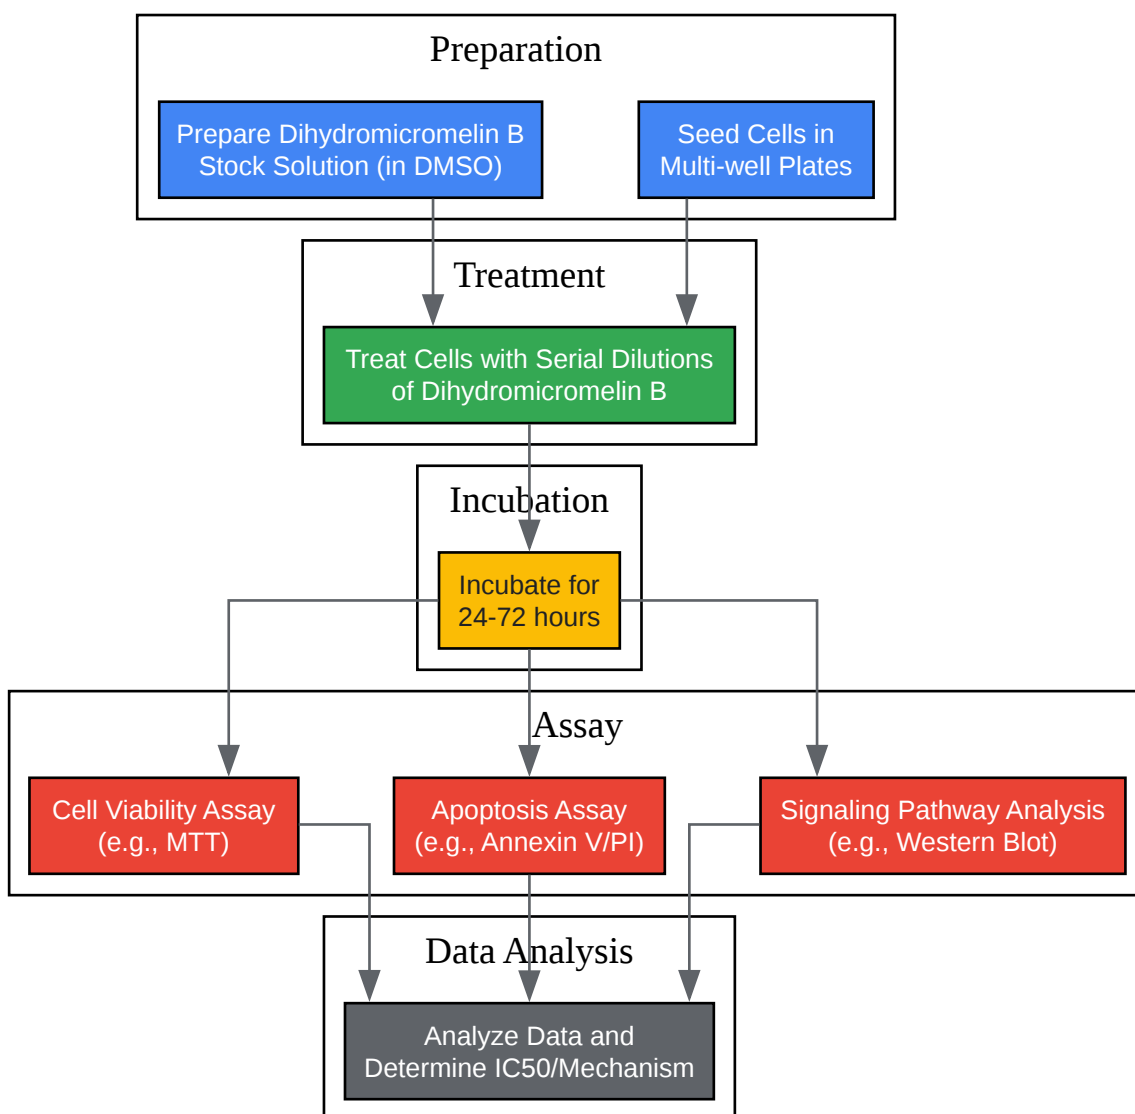 Preparation
Prepare Dihydromicromelin B
Stock Solution (in DMSO)
Seed Cells in
Multi-well Plates
Treatment
Treat Cells with Serial Dilutions
of Dihydromicromelin B
Incubation
Incubate for
24-72 hours
Assay
Cell Viability Assay
(e.g., MTT)
Apoptosis Assay
(e.g., Annexin V/PI)
Signaling Pathway Analysis
(e.g., Western Blot)
Data Analysis
Analyze Data and
Determine IC50/Mechanism